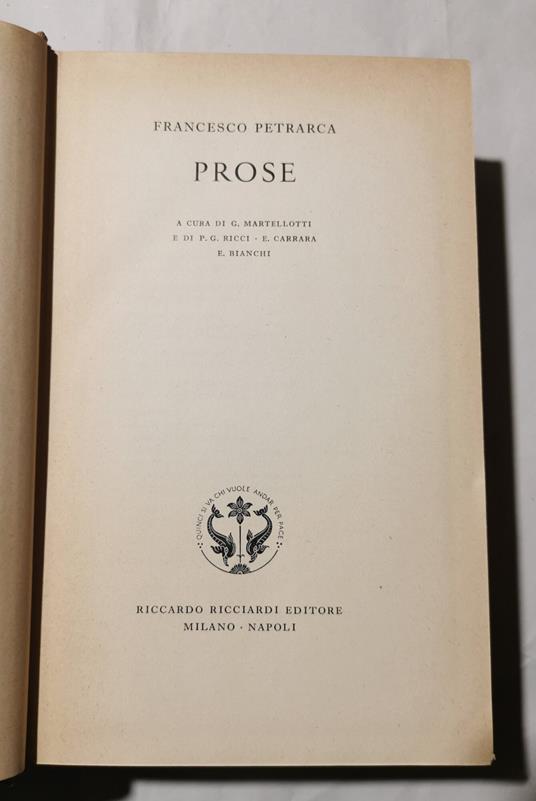 FRANCESCO PETRARCA
PROSE
A CURA DI G. MARTELLOTTI
E DI P. G. RICCI · E. CARRARA
E. BIANCHI
QUINCI SI VA CHI VUOLE ANDAR PER PACE
RICCARDO RICCIARDI EDITORE
MILANO · NAPOLI